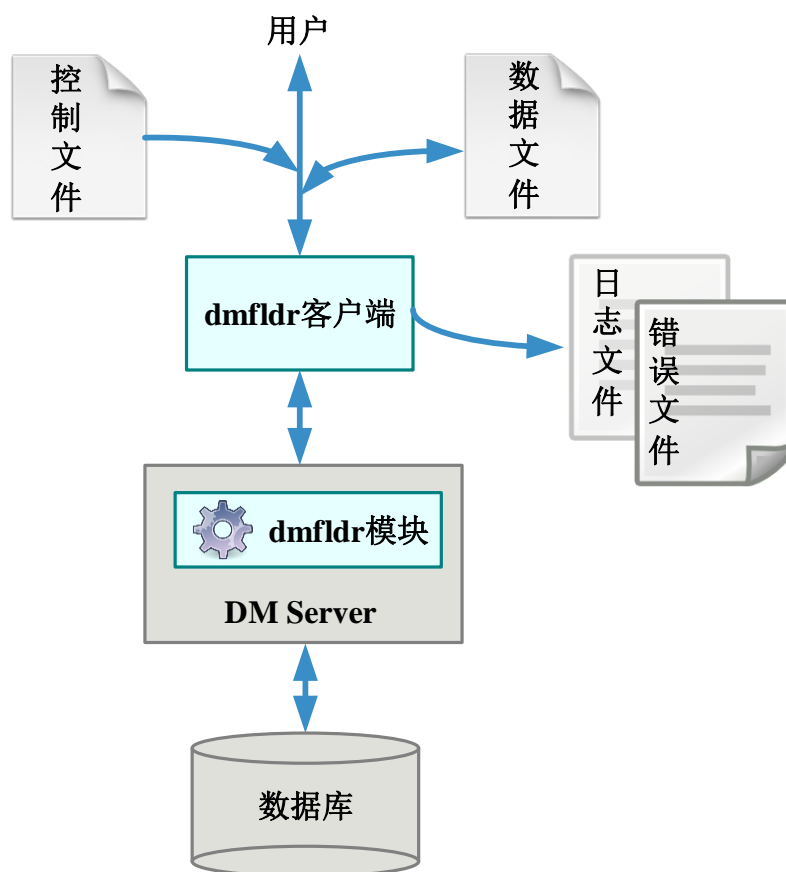 用户
控制文件
数据文件
dmfldr客户端
日志文件
错误文件
dmfldr模块
DM Server
数据库